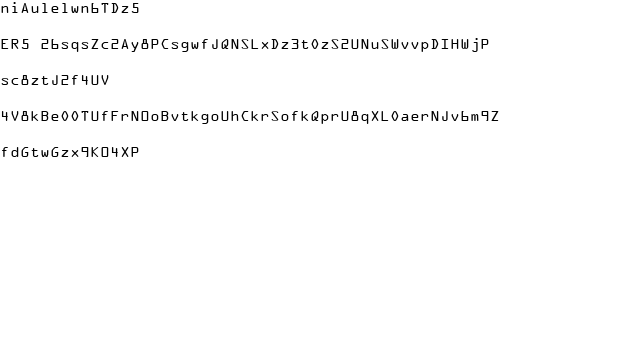 niAulelwn6TDz5
ER5 26sqsZc2Ay8PCsgwfJQNSLxDz3t0zS2UNuSWvvpDIHWjP
sc8ztJ2f4UV
4V8kBe00TUfFrNOoBvtkgoUhCkrSofkQprU8qXL0aerNJv6m9Z
fdGtwGzx9KO4XP